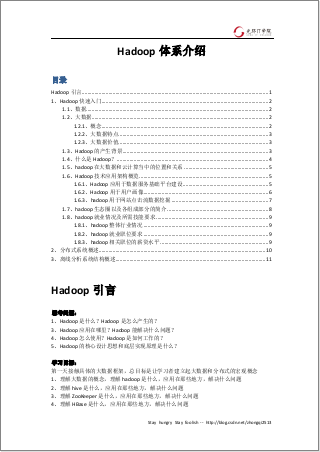 Hadoop 体系介绍
目录
Hadoop 引言 1
1、Hadoop 快速入门 2
1.1、数据 2
1.2、大数据 2
1.2.1、概念 2
1.2.2、大数据特点 3
1.2.3、大数据价值 3
1.3、Hadoop 的产生背景 3
1.4、什么是 Hadoop? 4
1.5、hadoop 在大数据和云计算当中的位置和关系 5
1.6、Hadoop 技术应用架构概览 5
1.6.1、Hadoop 应用于数据服务基础平台建设 5
1.6.2、Hadoop 用于用户画像 6
1.6.3、hadoop 用于网站点击流数据挖掘 7
1.7、hadoop 生态圈以及各组成部分的简介 8
1.8、hadoop 就业情况及所需技能要求 9
1.8.1、hadoop 整体行业情况 9
1.8.2、hadoop 就业职位要求 9
1.8.3、hadoop 相关职位的薪资水平 9
2、分布式系统概述 10
3、离线分析系统结构概述 11
Hadoop 引言
思考问题:
1、Hadoop 是什么?Hadoop 是怎么产生的?
3、Hadoop 应用在哪里?Hadoop 能解决什么问题?
4、Hadoop 怎么使用?Hadoop 是如何工作的?
5、Hadoop 的核心设计思想和底层实现原理是什么?
学习目标:
第一天接触具体的大数据框架,总目标是让学习者建立起大数据和分布式的宏观概念
1、理解大数据的概念,理解 hadoop 是什么,应用在那些地方,解决什么问题
2、理解 hive 是什么,应用在那些地方,解决什么问题
3、理解 ZooKeeper 是什么,应用在那些地方,解决什么问题
4、理解 HBase 是什么,应用在那些地方,解决什么问题
Stay hungry Stay foolish -- http://blog.csdn.net/zhongqi2513